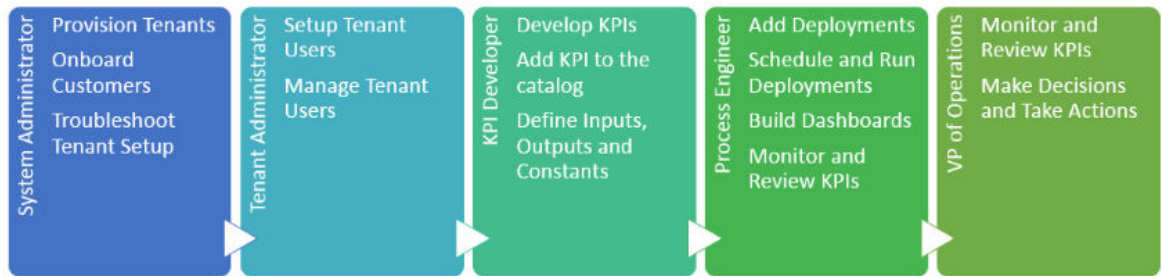 System Administrator
Provision Tenants
Onboard
Customers
Troubleshoot
Tenant Setup
Tenant Administrator
Setup Tenant
Users
Manage Tenant
Users
KPI Developer
Develop KPIs
Add KPI to the
catalog
Define Inputs,
Outputs and
Constants
Process Engineer
Add Deployments
Schedule and Run
Deployments
Build Dashboards
Monitor and
Review KPIs
VP of Operations
Monitor and
Review KPIs
Make Decisions
and Take Actions